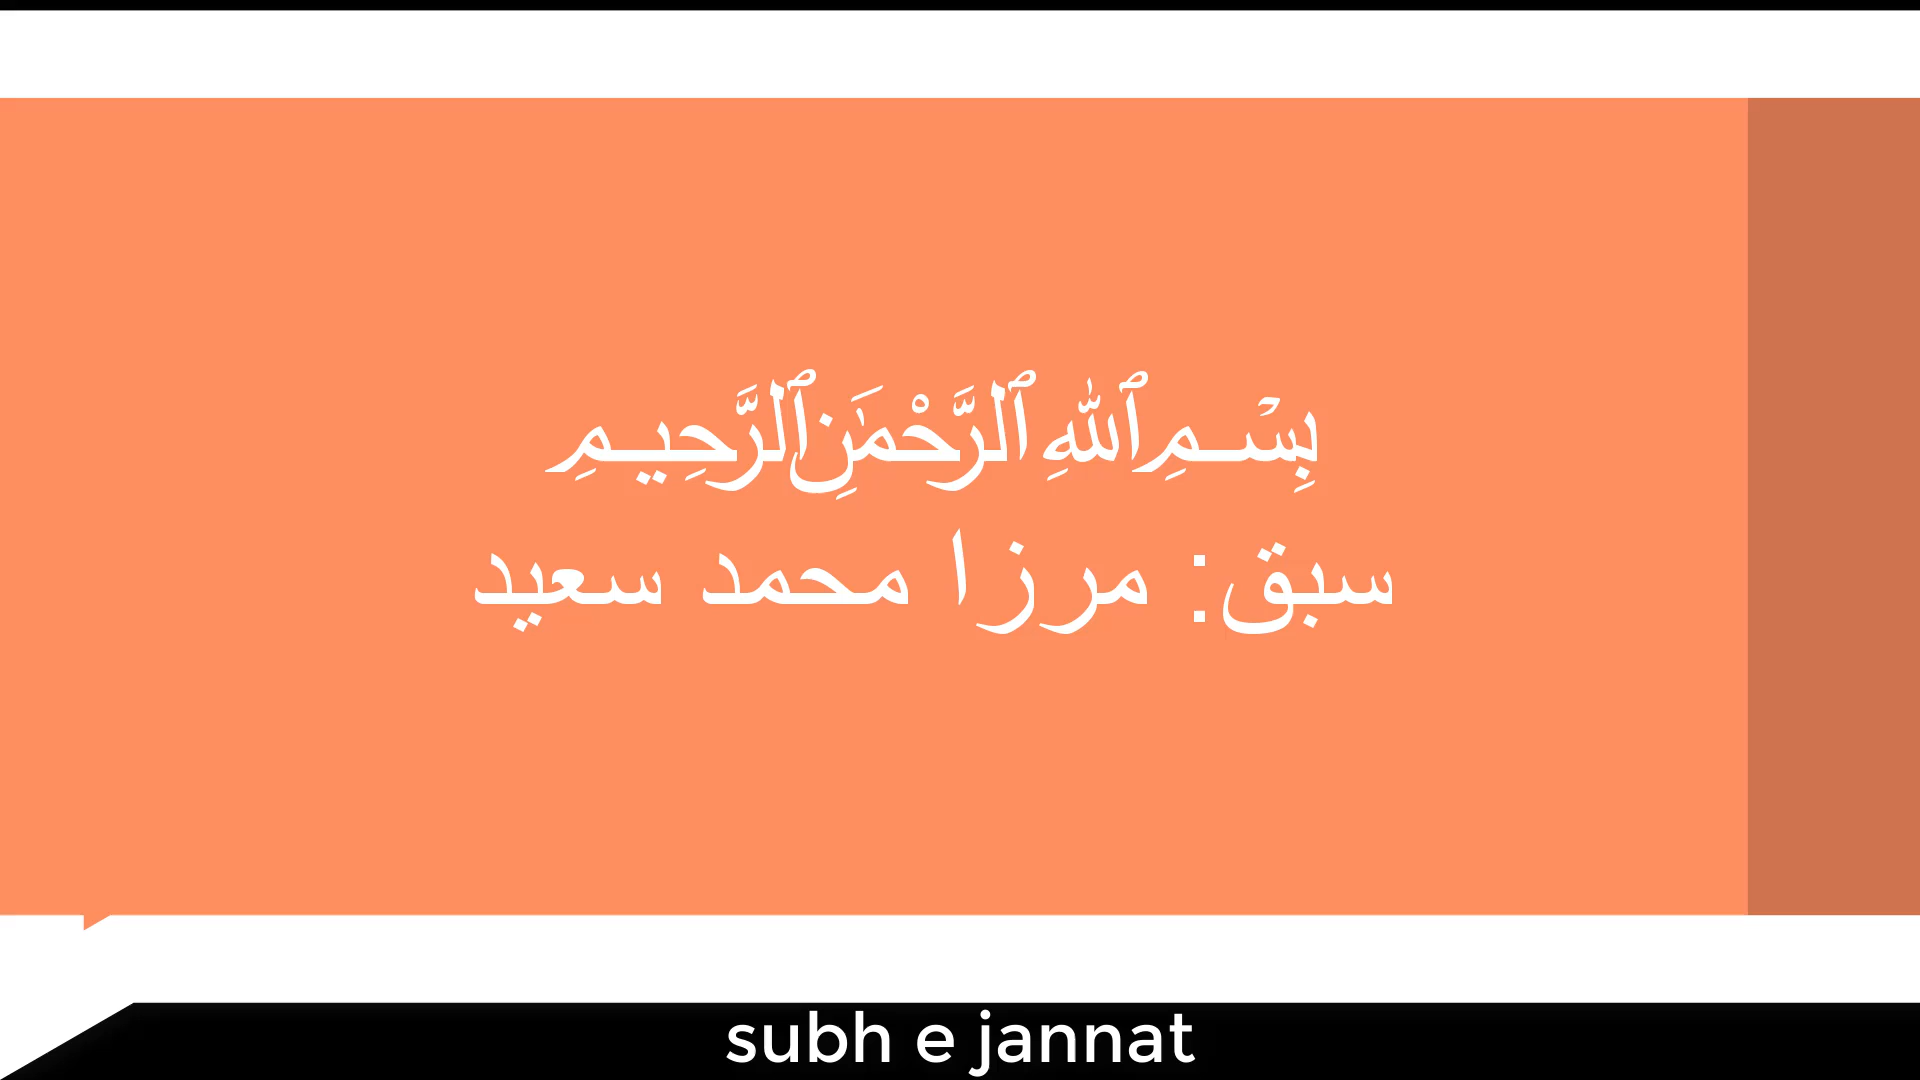 بِسْمِ ٱللّٰهِ ٱلرَّحْمَٰنِ ٱلرَّحِيمِ
سبق: مرزا محمد سعید
subh e jannat